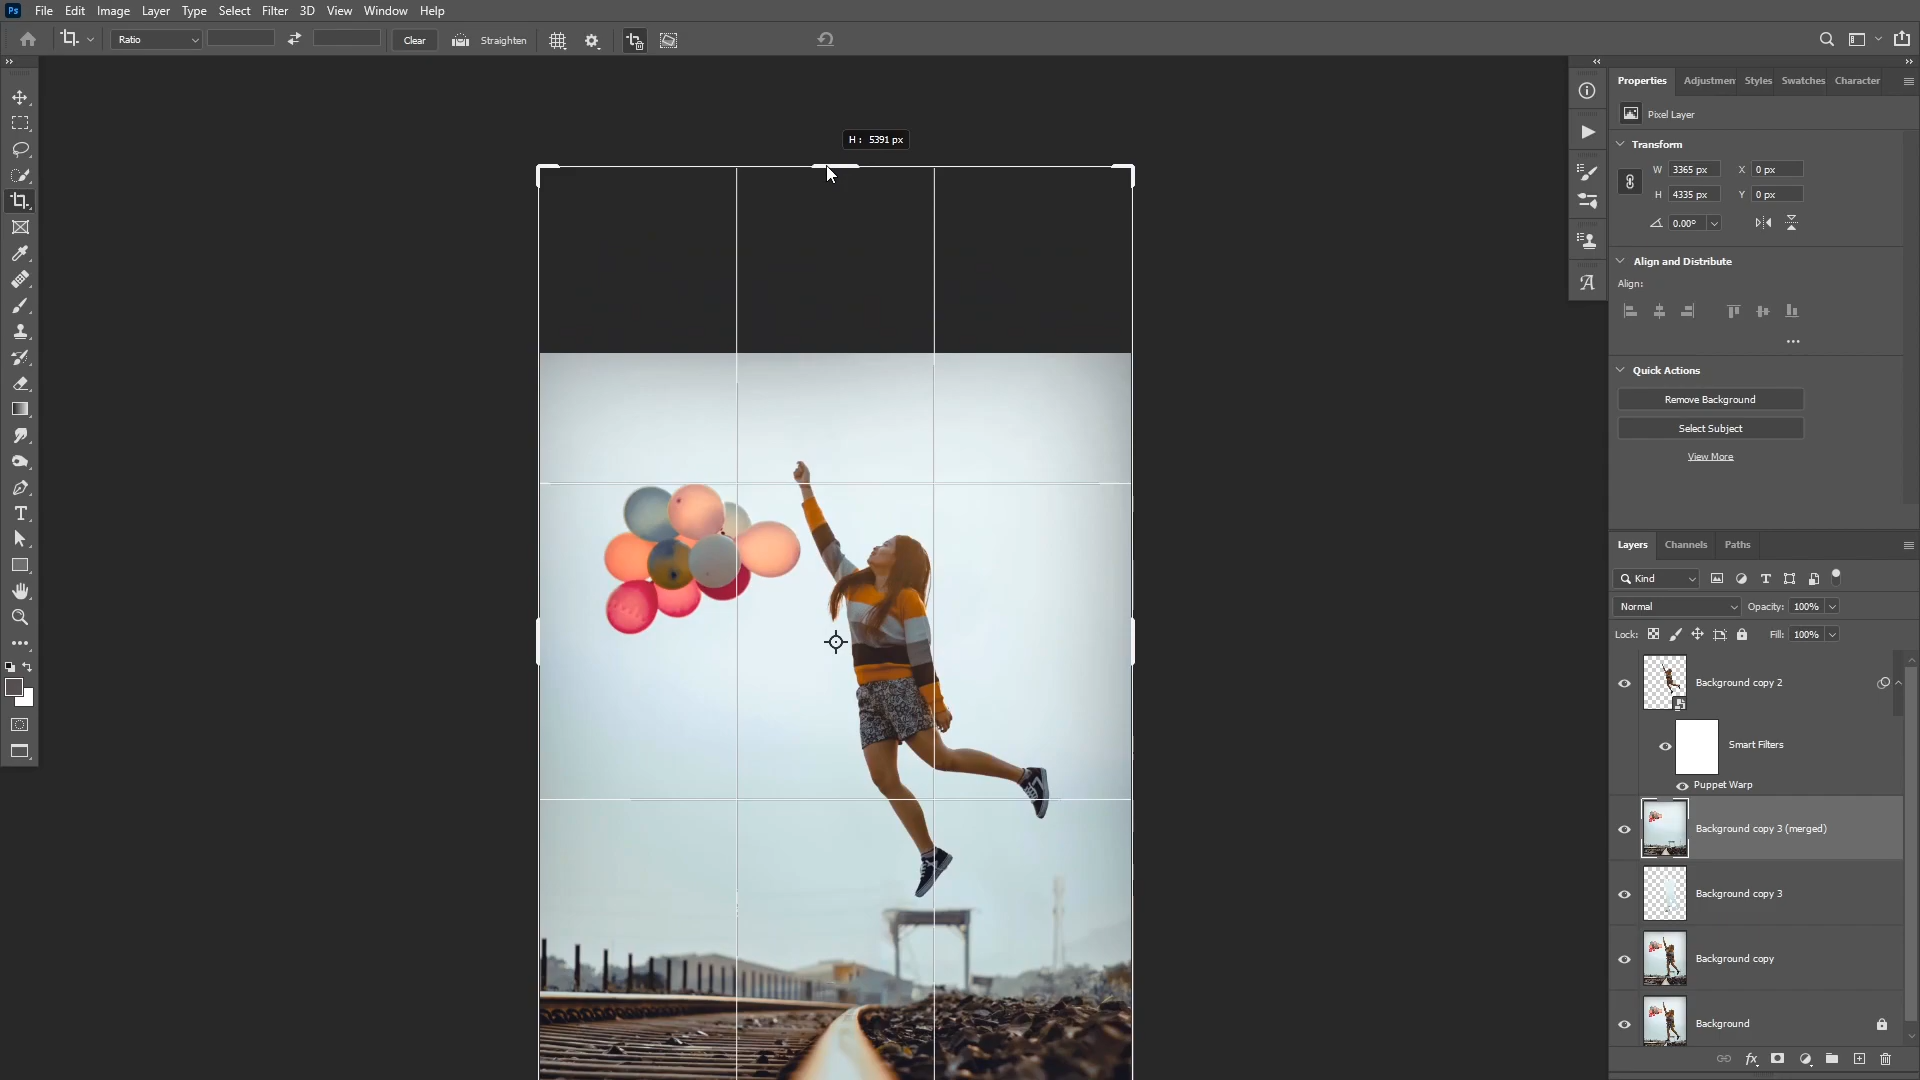 Ps File Edit Image Layer Type Select Filter 3D View Window Help
Ratio Clear Straighten
H : 5391 px
Properties Adjustmen Styles Swatches Character
Pixel Layer
Transform
W 3365 px X 0 px
H 4335 px Y 0 px
0.00°
Align and Distribute
Align:
Quick Actions
Remove Background
Select Subject
View More
Layers Channels Paths
Kind
Normal Opacity: 100%
Lock: Fill: 100%
Background copy 2
Smart Filters
Puppet Warp
Background copy 3 (merged)
Background copy 3
Background copy
Background